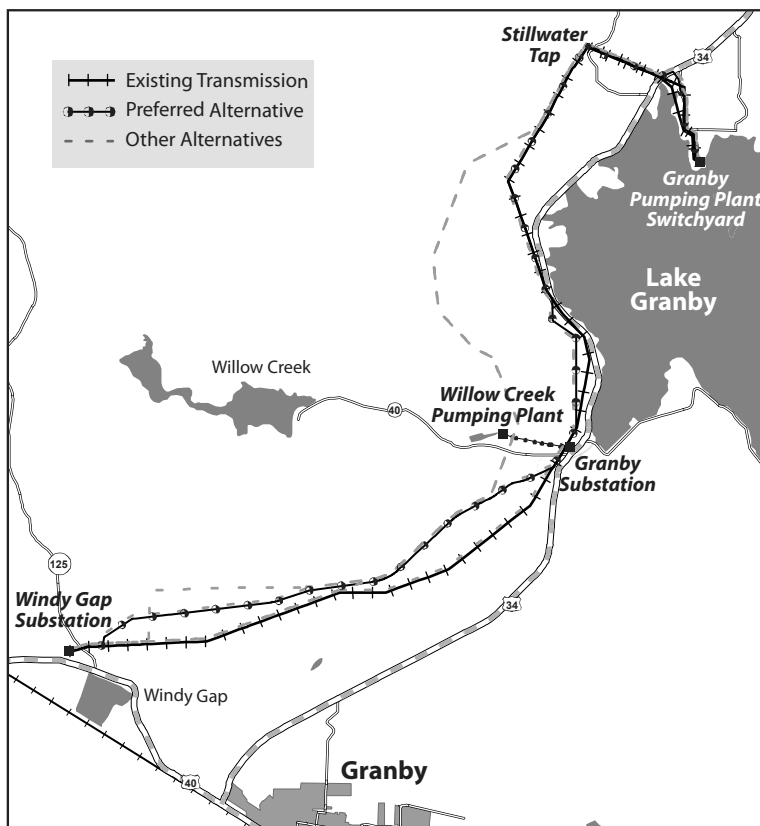 Stillwater
Tap
34
Existing Transmission
Preferred Alternative
Other Alternatives
Granby
Pumping Plant
Switchyard
Lake
Granby
Willow Creek
40
Willow Creek
Pumping Plant
Granby
Substation
125
Windy Gap
Substation
34
Windy Gap
40
Granby